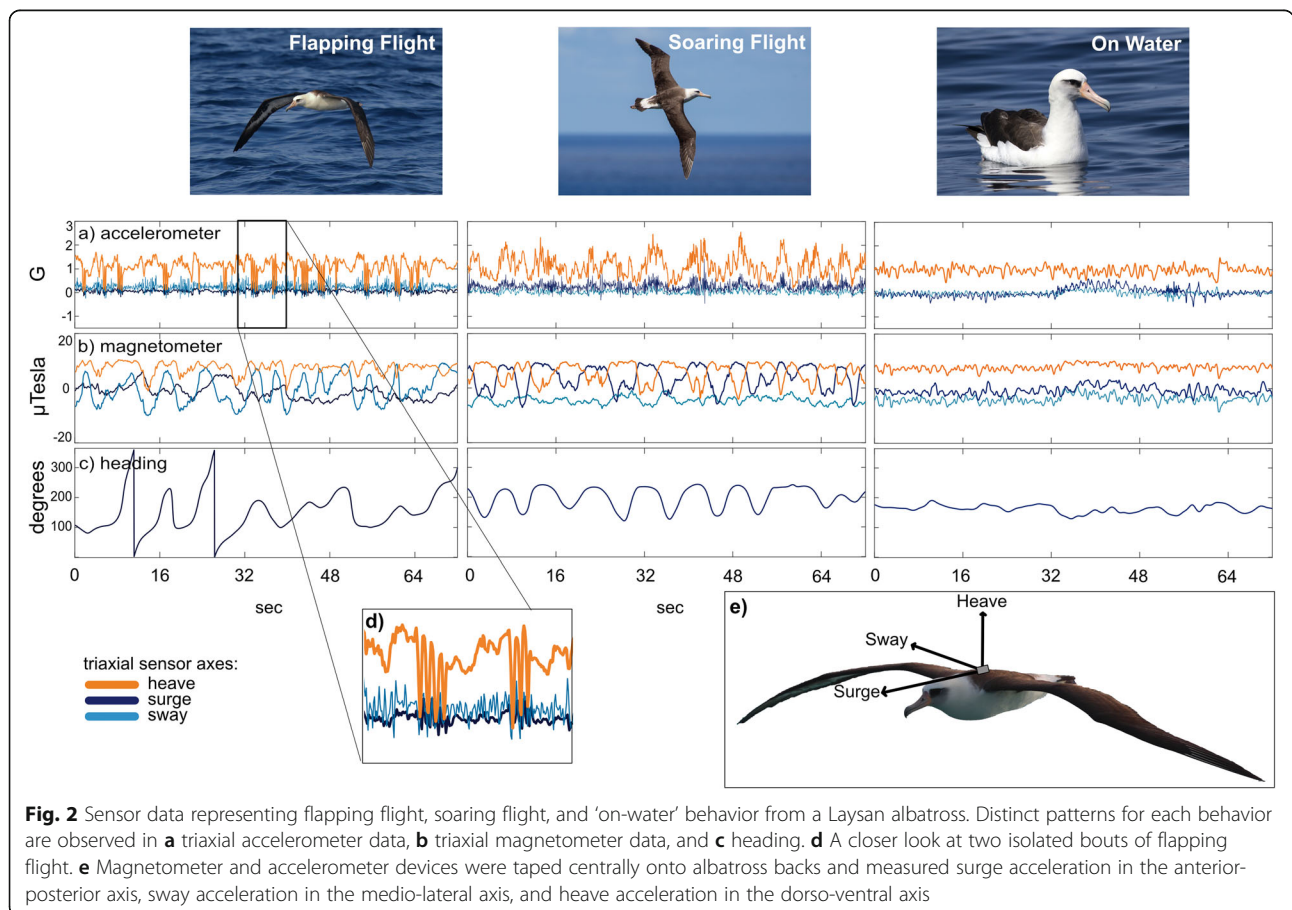 Flapping Flight
Soaring Flight
On Water
a) accelerometer
G
3
2
1
0
-1
b) magnetometer
µTesla
20
0
-20
c) heading
degrees
300
200
100
0 16 32 48 64
0 16 32 48 64
0 16 32 48 64
sec
sec
d)
triaxial sensor axes:
heave
surge
sway
e)
Heave
Sway
Surge
Fig. 2 Sensor data representing flapping flight, soaring flight, and ‘on-water’ behavior from a Laysan albatross. Distinct patterns for each behavior
are observed in a triaxial accelerometer data, b triaxial magnetometer data, and c heading. d A closer look at two isolated bouts of flapping
flight. e Magnetometer and accelerometer devices were taped centrally onto albatross backs and measured surge acceleration in the anterior-
posterior axis, sway acceleration in the medio-lateral axis, and heave acceleration in the dorso-ventral axis